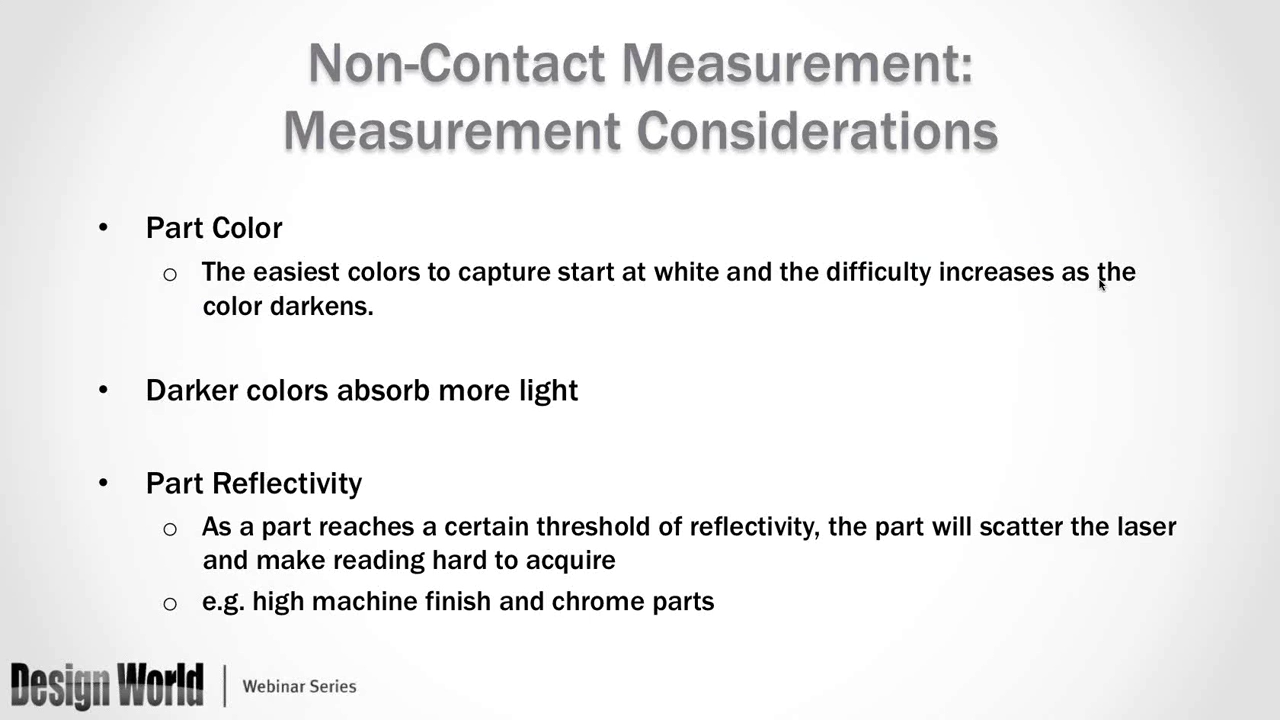 Non-Contact Measurement:
Measurement Considerations
• Part Color
o The easiest colors to capture start at white and the difficulty increases as the
color darkens.
• Darker colors absorb more light
• Part Reflectivity
o As a part reaches a certain threshold of reflectivity, the part will scatter the laser
and make reading hard to acquire
o e.g. high machine finish and chrome parts
Design World | Webinar Series